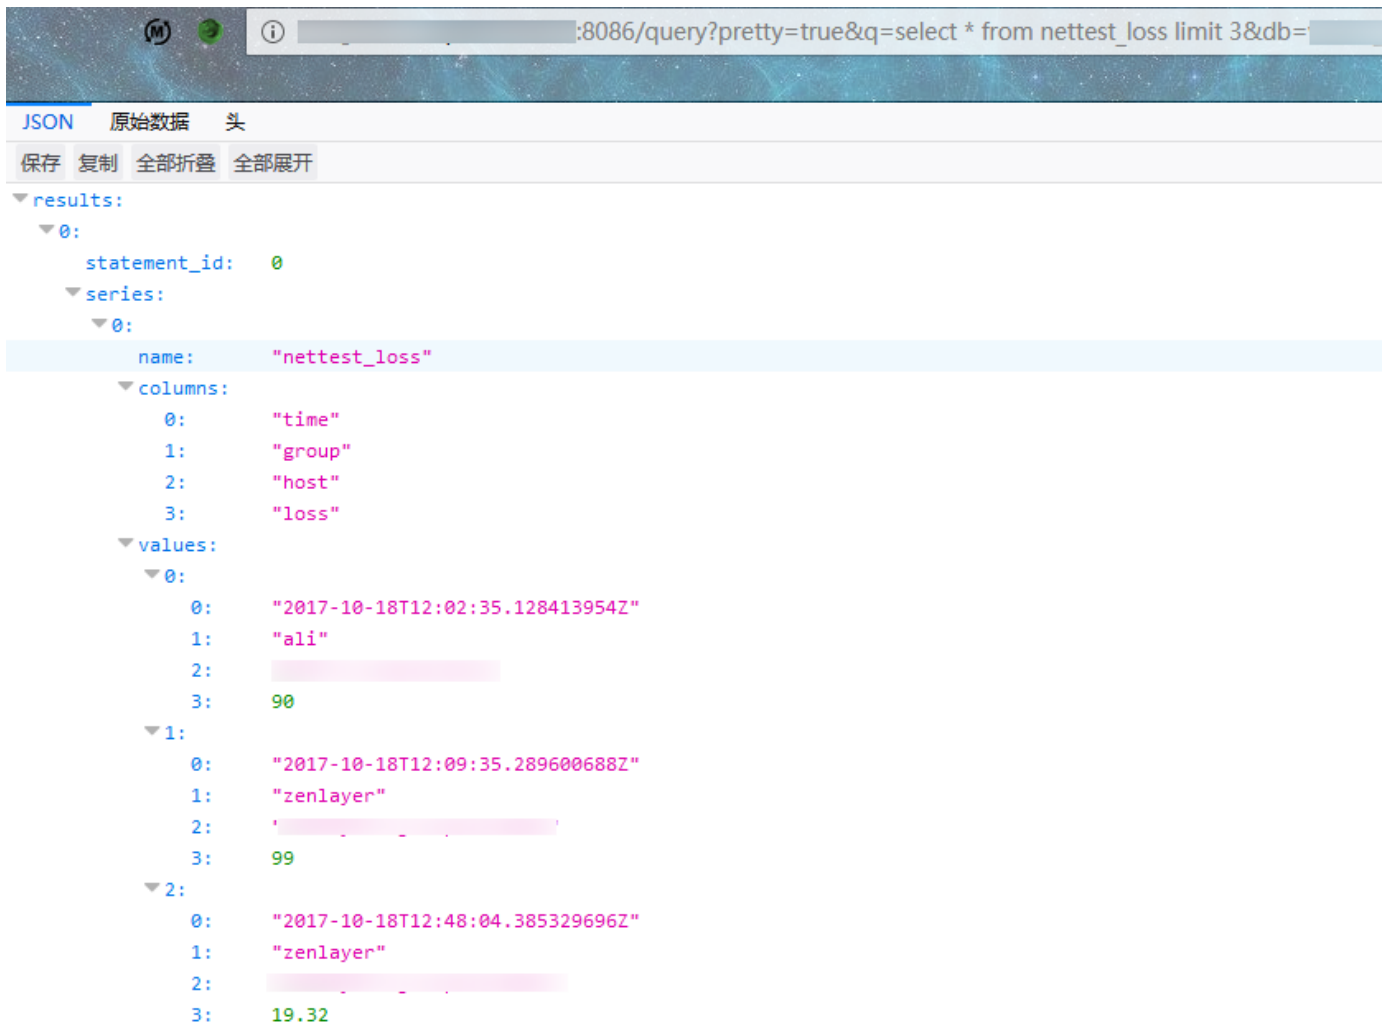 :8086/query?pretty=true&q=select * from nettest_loss limit 3&db=
JSON 原始数据 头
保存 复制 全部折叠 全部展开
results:
0:
statement_id: 0
series:
0:
name: "nettest_loss"
columns:
0: "time"
1: "group"
2: "host"
3: "loss"
values:
0:
0: "2017-10-18T12:02:35.128413954Z"
1: "ali"
2:
3: 90
1:
0: "2017-10-18T12:09:35.289600688Z"
1: "zenlayer"
2:
3: 99
2:
0: "2017-10-18T12:48:04.385329696Z"
1: "zenlayer"
2:
3: 19.32